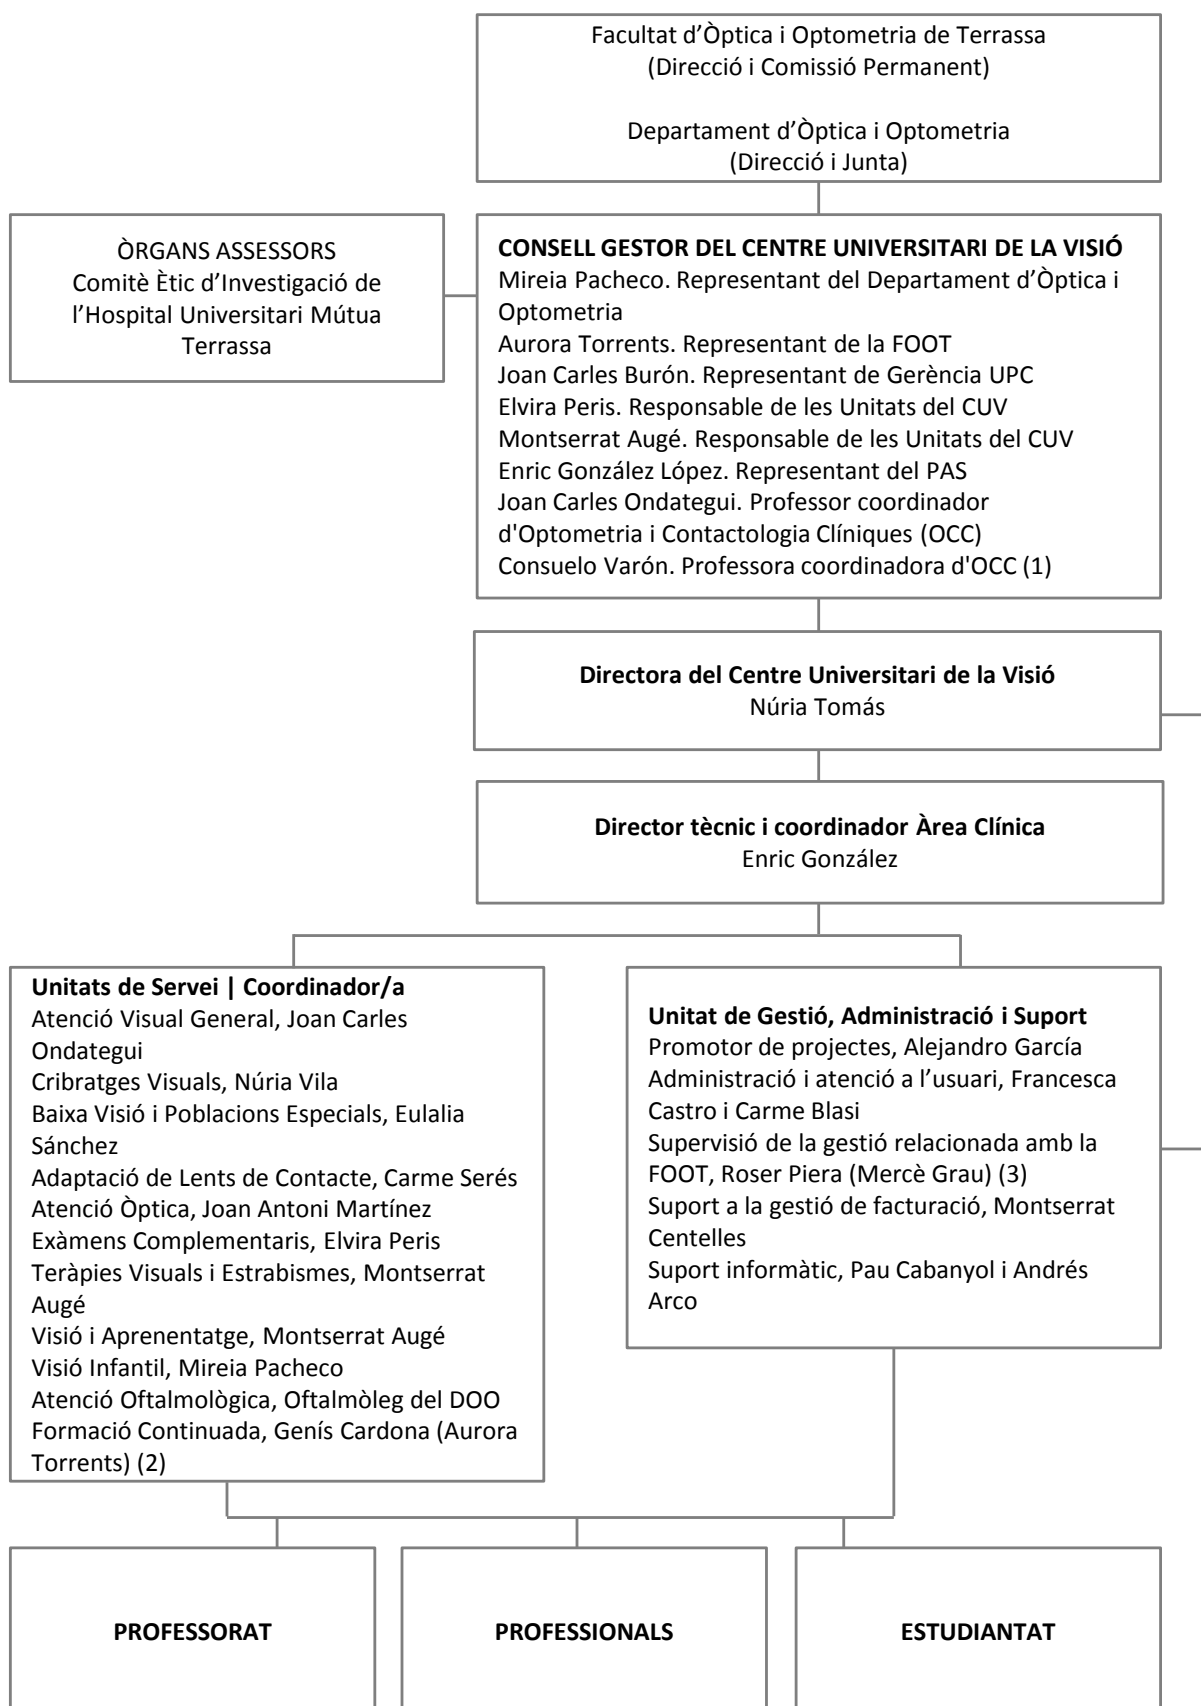 Facultat d’Òptica i Optometria de Terrassa
(Direcció i Comissió Permanent)
Departament d’Òptica i Optometria
(Direcció i Junta)
ÒRGANS ASSESSORS
Comitè Ètic d’Investigació de
l’Hospital Universitari Mútua
Terrassa
CONSELL GESTOR DEL CENTRE UNIVERSITARI DE LA VISIÓ
Mireia Pacheco. Representant del Departament d’Òptica i
Optometria
Aurora Torrents. Representant de la FOOT
Joan Carles Burón. Representant de Gerència UPC
Elvira Peris. Responsable de les Unitats del CUV
Montserrat Augé. Responsable de les Unitats del CUV
Enric González López. Representant del PAS
Joan Carles Ondategui. Professor coordinador
d'Optometria i Contactologia Clíniques (OCC)
Consuelo Varón. Professora coordinadora d'OCC (1)
Directora del Centre Universitari de la Visió
Núria Tomás
Director tècnic i coordinador Àrea Clínica
Enric González
Unitats de Servei | Coordinador/a
Atenció Visual General, Joan Carles
Ondategui
Cribratges Visuals, Núria Vila
Baixa Visió i Poblacions Especials, Eulalia
Sánchez
Adaptació de Lents de Contacte, Carme Serés
Atenció Òptica, Joan Antoni Martínez
Exàmens Complementaris, Elvira Peris
Teràpies Visuals i Estrabismes, Montserrat
Augé
Visió i Aprenentatge, Montserrat Augé
Visió Infantil, Mireia Pacheco
Atenció Oftalmològica, Oftalmòleg del DOO
Formació Continuada, Genís Cardona (Aurora
Torrents) (2)
Unitat de Gestió, Administració i Suport
Promotor de projectes, Alejandro García
Administració i atenció a l’usuari, Francesca
Castro i Carme Blasi
Supervisió de la gestió relacionada amb la
FOOT, Roser Piera (Mercè Grau) (3)
Suport a la gestió de facturació, Montserrat
Centelles
Suport informàtic, Pau Cabanyol i Andrés
Arco
PROFESSORAT
PROFESSIONALS
ESTUDIANTAT